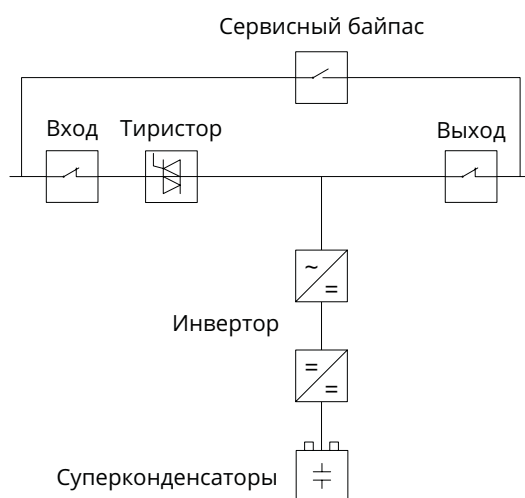 Сервисный байпас
Вход
Тиристор
Выход
~
=
Инвертор
=
=
Суперконденсаторы